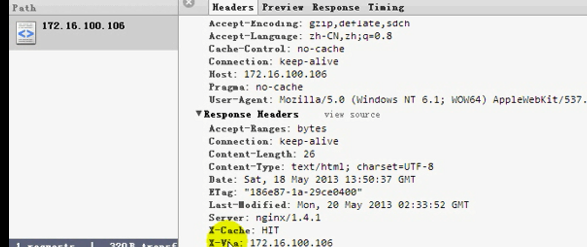 Path
172.16.100.106
Headers Preview Response Timing
Accept-Encoding: gzip,deflate,sdch
Accept-Language: zh-CN,zh;q=0.8
Cache-Control: no-cache
Connection: keep-alive
Host: 172.16.100.106
Pragma: no-cache
User-Agent: Mozilla/5.0 (Windows NT 6.1; WOW64) AppleWebKit/537.
▼Response Headers view source
Accept-Ranges: bytes
Connection: keep-alive
Content-Length: 26
Content-Type: text/html; charset=UTF-8
Date: Sat, 18 May 2013 13:50:37 GMT
ETag: "186e87-1a-29ce0400"
Last-Modified: Mon, 20 May 2013 02:33:52 GMT
Server: nginx/1.4.1
X-Cache: HIT
X-Via: 172.16.100.106
1 requests | 320B transf